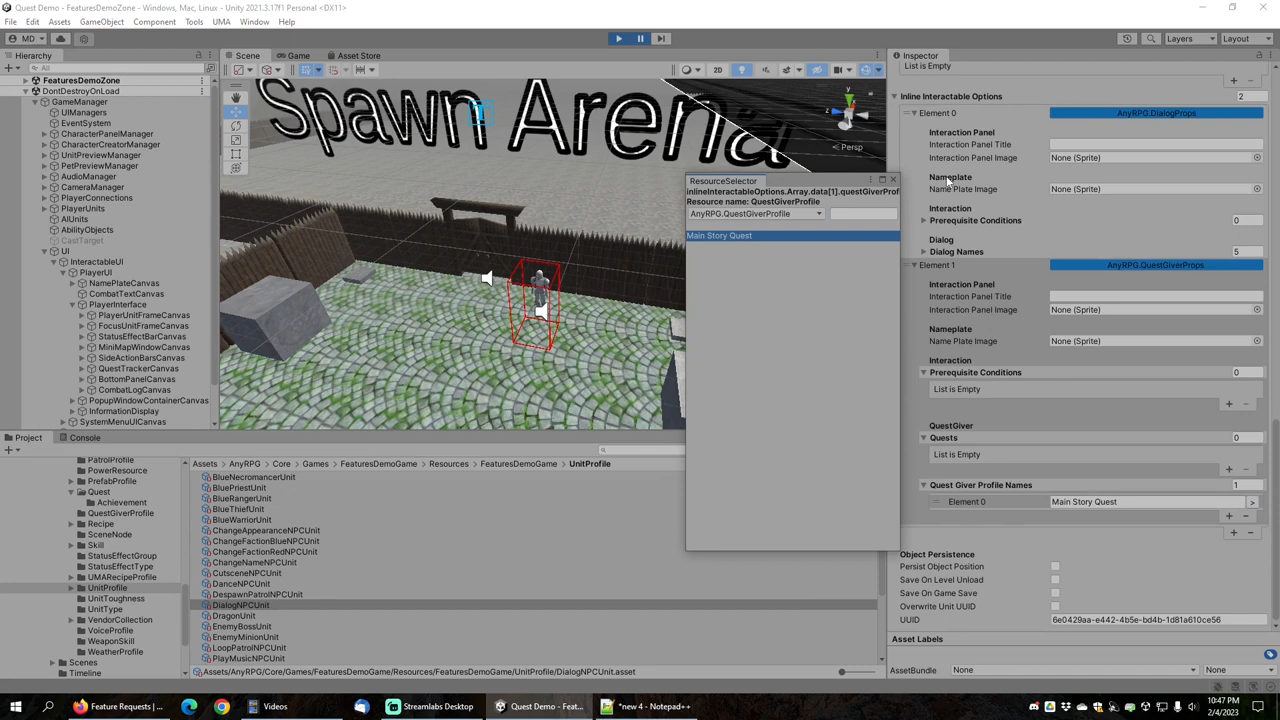 Quest Demo - FeaturesDemoZone - Windows, Mac, Linux - Unity 2021.3.17f1 Personal <DX11>
File Edit Assets GameObject Component Tools UMA Window Help
MD
Layers
Layout
Hierarchy
All
FeaturesDemoZone
DontDestroyOnLoad
GameManager
UIManagers
EventSystem
CharacterPanelManager
CharacterCreatorManager
UnitPreviewManager
PetPreviewManager
AudioManager
CameraManager
PlayerConnections
PlayerUnits
AIUnits
AbilityObjects
CastTarget
UI
InteractableUI
PlayerUI
NamePlateCanvas
CombatTextCanvas
PlayerInterface
PlayerUnitFrameCanvas
FocusUnitFrameCanvas
StatusEffectBarCanvas
MiniMapWindowCanvas
SideActionBarsCanvas
QuestTrackerCanvas
BottomPanelCanvas
CombatLogCanvas
PopupWindowContainerCanvas
InformationDisplay
SystemMenuUICanvas
Scene Game Asset Store
2D
Spawn Arena
y
Persp
ResourceSelector
inlineInteractableOptions.Array.data[1].questGiverProf
Resource name: QuestGiverProfile
AnyRPG.QuestGiverProfile
Main Story Quest
Inspector
List is Empty
Inline Interactable Options 2
Element 0 AnyRPG.DialogProps
Interaction Panel
Interaction Panel Title
Interaction Panel Image None (Sprite)
Nameplate
Name Plate Image None (Sprite)
Interaction
Prerequisite Conditions 0
Dialog
Dialog Names 5
Element 1 AnyRPG.QuestGiverProps
Interaction Panel
Interaction Panel Title
Interaction Panel Image None (Sprite)
Nameplate
Name Plate Image None (Sprite)
Interaction
Prerequisite Conditions 0
List is Empty
QuestGiver
Quests 0
List is Empty
Quest Giver Profile Names 1
Element 0 Main Story Quest >
Object Persistence
Persist Object Position
Save On Level Unload
Save On Game Save
Overwrite Unit UUID
UUID 6e0429aa-e442-4b5e-bd4b-1d81a610ce56
Asset Labels
AssetBundle None None
Project Console
PatrolProfile
PowerResource
PrefabProfile
Quest
Achievement
QuestGiverProfile
Recipe
SceneNode
Skill
StatusEffectGroup
StatusEffectType
UMARecipeProfile
UnitProfile
UnitToughness
UnitType
VendorCollection
VoiceProfile
WeaponSkill
WeatherProfile
Scenes
Timeline
Assets > AnyRPG > Core > Games > FeaturesDemoGame > Resources > FeaturesDemoGame > UnitProfile
BlueNecromancerUnit
BluePriestUnit
BlueRangerUnit
BlueThiefUnit
BlueWarriorUnit
ChangeAppearanceNPCUnit
ChangeFactionBlueNPCUnit
ChangeFactionRedNPCUnit
ChangeNameNPCUnit
CutsceneNPCUnit
DanceNPCUnit
DespawnPatrolNPCUnit
DialogNPCUnit
DragonUnit
EnemyBossUnit
EnemyMinionUnit
LoopPatrolNPCUnit
PlayMusicNPCUnit
Assets/AnyRPG/Core/Games/FeaturesDemoGame/Resources/FeaturesDemoGame/UnitProfile/DialogNPCUnit.asset
Feature Requests | ...
Videos
Streamlabs Desktop
Quest Demo - Feat...
*new 4 - Notepad++
10:47 PM
2/4/2023